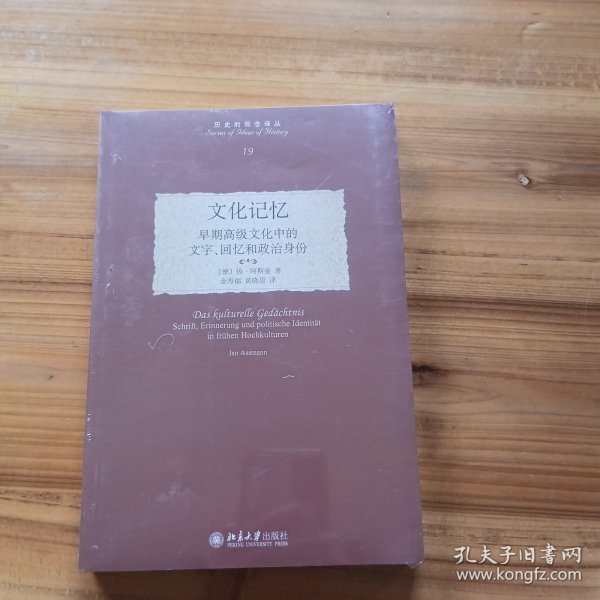 历史的观念译丛
Series of Ideas of History
19
文化记忆
早期高级文化中的
文字、回忆和政治身份
〔德〕扬·阿斯曼 著
金寿福 黄晓晨 译
Das kulturelle Gedächtnis
Schrift, Erinnerung und politische Identität
in frühen Hochkulturen
Jan Assmann
北京大学出版社
PEKING UNIVERSITY PRESS
孔夫子旧书网
www.kongfz.com